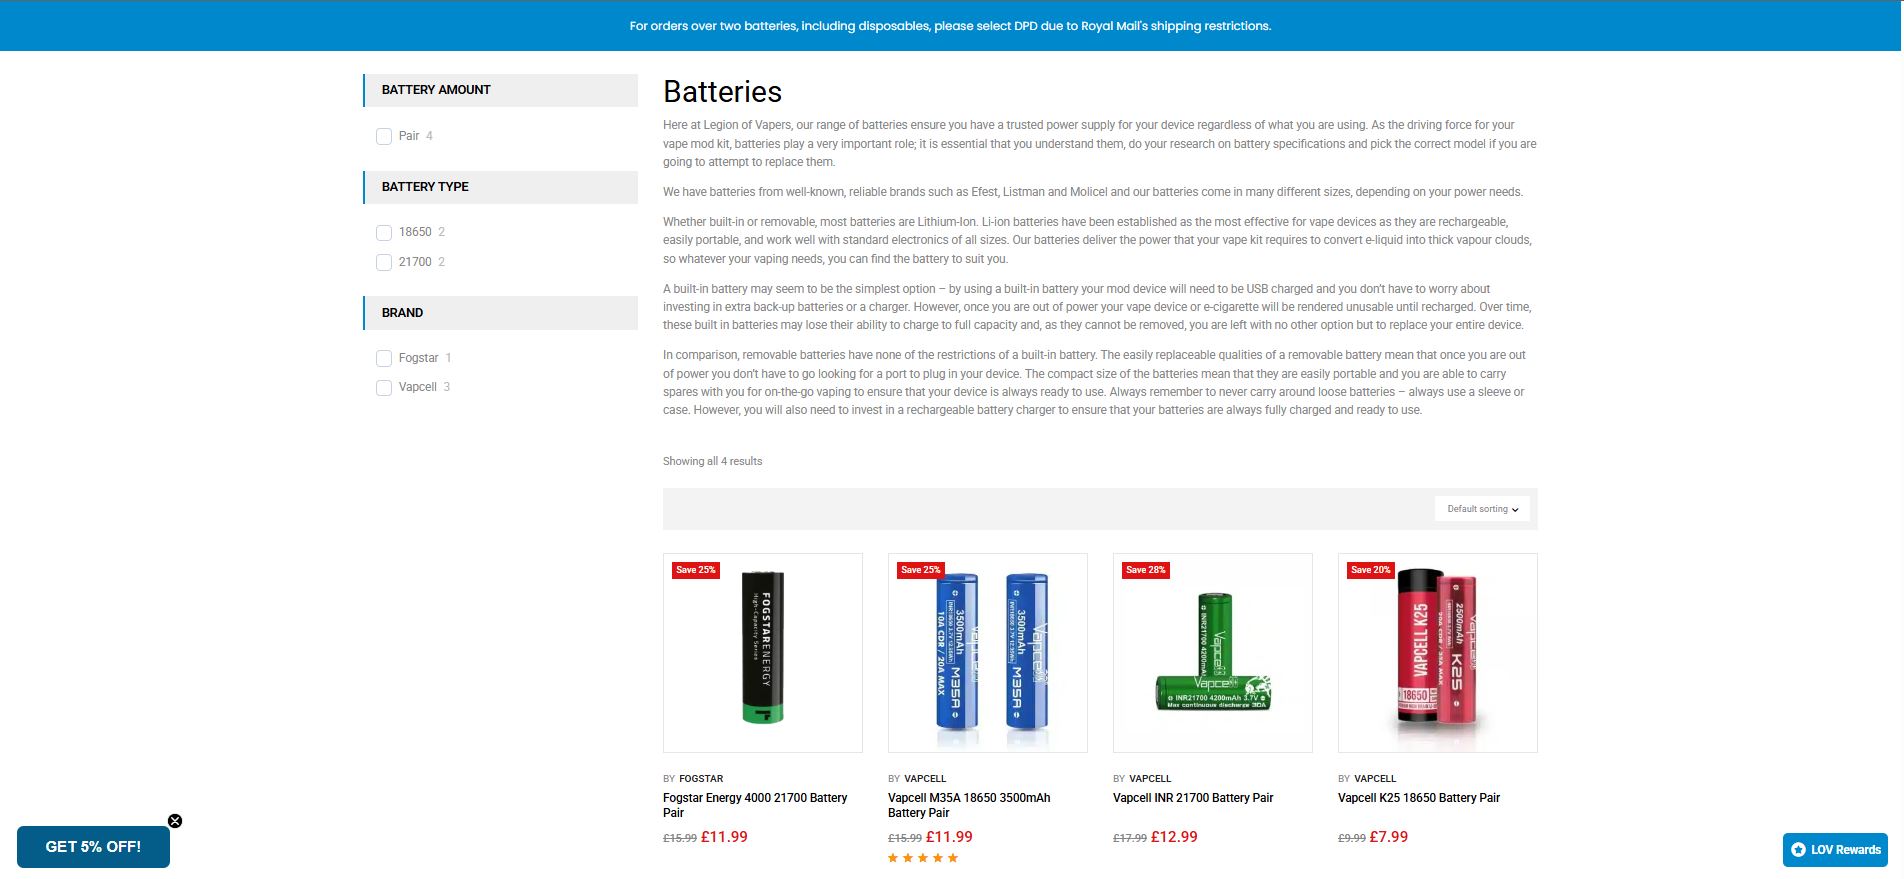 For orders over two batteries, including disposables, please select DPD due to Royal Mail's shipping restrictions.
BATTERY AMOUNT
Pair 4
BATTERY TYPE
18650 2
21700 2
BRAND
Fogstar 1
Vapcell 3
Batteries
Here at Legion of Vapers, our range of batteries ensure you have a trusted power supply for your device regardless of what you are using. As the driving force for your
vape mod kit, batteries play a very important role; it is essential that you understand them, do your research on battery specifications and pick the correct model if you are
going to attempt to replace them.
We have batteries from well-known, reliable brands such as Efest, Listman and Molicel and our batteries come in many different sizes, depending on your power needs.
Whether built-in or removable, most batteries are Lithium-Ion. Li-ion batteries have been established as the most effective for vape devices as they are rechargeable,
easily portable, and work well with standard electronics of all sizes. Our batteries deliver the power that your vape kit requires to convert e-liquid into thick vapour clouds,
so whatever your vaping needs, you can find the battery to suit you.
A built-in battery may seem to be the simplest option – by using a built-in battery your mod device will need to be USB charged and you don't have to worry about
investing in extra back-up batteries or a charger. However, once you are out of power your vape device or e-cigarette will be rendered unusable until recharged. Over time,
these built in batteries may lose their ability to charge to full capacity and, as they cannot be removed, you are left with no other option but to replace your entire device.
In comparison, removable batteries have none of the restrictions of a built-in battery. The easily replaceable qualities of a removable battery mean that once you are out
of power you don't have to go looking for a port to plug in your device. The compact size of the batteries mean that they are easily portable and you are able to carry
spares with you for on-the-go vaping to ensure that your device is always ready to use. Always remember to never carry around loose batteries – always use a sleeve or
case. However, you will also need to invest in a rechargeable battery charger to ensure that your batteries are always fully charged and ready to use.
Showing all 4 results
Default sorting
Save 25%
FOGSTARENERGY
High-Capacity Series
Save 25%
Vapcell
3500mAh M35A
10A CDR / 20A MAX
Vapcell
3500mAh M35A
Save 28%
Vapcell
INR21700 4200mAh
Vapcell
INR21700 4200mAh 3.7V
Max continuous discharge 30A
Save 20%
VAPCELL K25
18650
Vapcell
2500mAh K25
BY FOGSTAR
Fogstar Energy 4000 21700 Battery
Pair
£15.99 £11.99
BY VAPCELL
Vapcell M35A 18650 3500mAh
Battery Pair
£15.99 £11.99
BY VAPCELL
Vapcell INR 21700 Battery Pair
£17.99 £12.99
BY VAPCELL
Vapcell K25 18650 Battery Pair
£9.99 £7.99
GET 5% OFF!
LOV Rewards